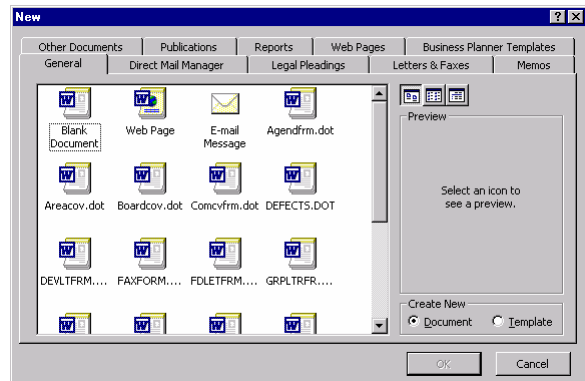 New
Other Documents Publications Reports Web Pages Business Planner Templates
General Direct Mail Manager Legal Pleadings Letters & Faxes Memos
Blank Document Web Page E-mail Message Agendfrm.dot
Preview
Select an icon to
see a preview.
Areacov.dot Boardcov.dot Comcvfrm.dot DEFECTS.DOT
DEVLTFRM.... FAXFORM.... FDLETFRM.... GRPLTRFR....
Create New
Document Template
OK Cancel